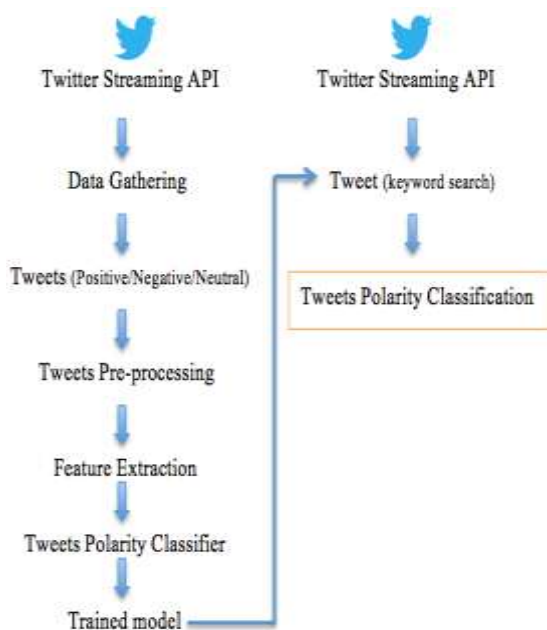 Twitter Streaming API
Data Gathering
Tweets (Positive/Negative/Neutral)
Tweets Pre-processing
Feature Extraction
Tweets Polarity Classifier
Trained model
Twitter Streaming API
Tweet (keyword search)
Tweets Polarity Classification